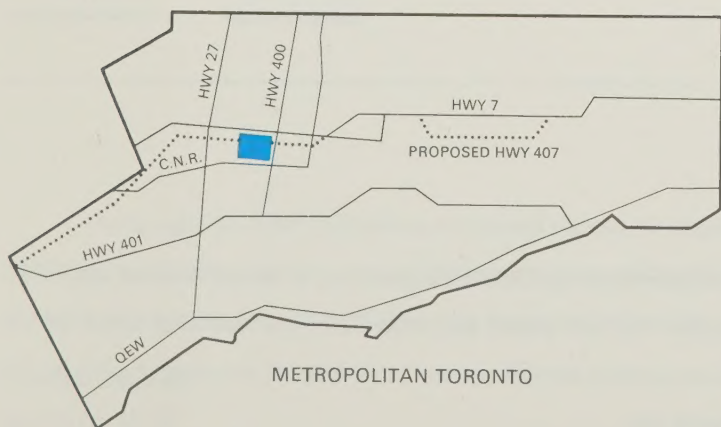 HWY 27
HWY 400
HWY 7
PROPOSED HWY 407
C.N.R.
HWY 401
QEW
METROPOLITAN TORONTO